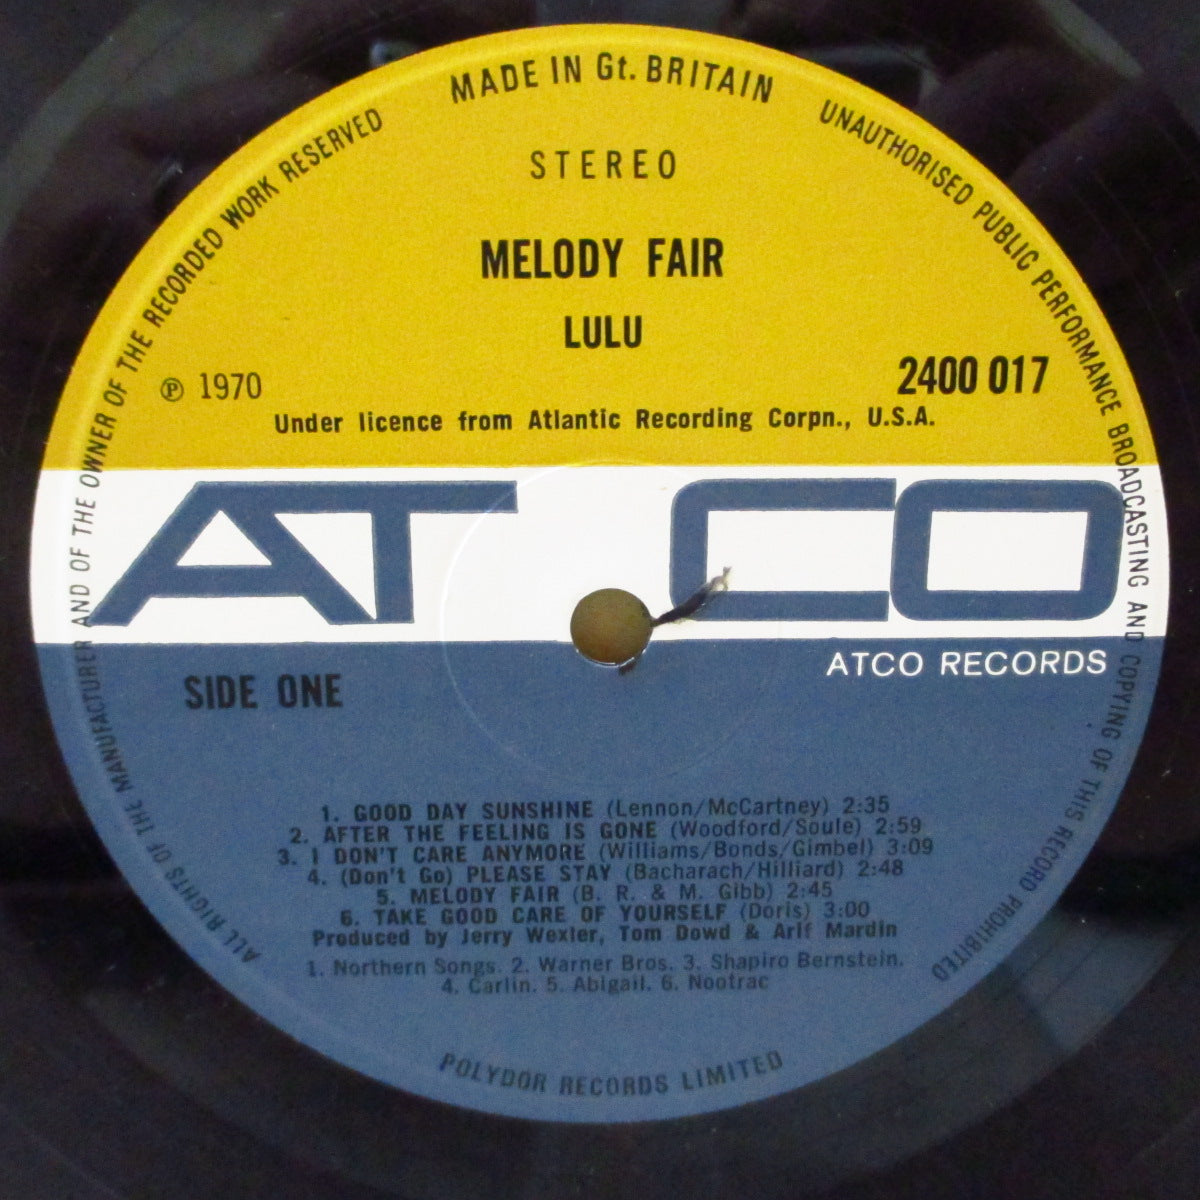 MADE IN Gt. BRITAIN
UNAUTHORISED PUBLIC PERFORMANCE BROADCASTING AND COPYING OF THIS RECORD PROHIBITED
ALL RIGHTS OF THE MANUFACTURER AND OF THE OWNER OF THE RECORDED WORK RESERVED
STEREO
MELODY FAIR
LULU
℗ 1970
2400 017
Under licence from Atlantic Recording Corpn., U.S.A.
ATCO
ATCO RECORDS
SIDE ONE
1. GOOD DAY SUNSHINE (Lennon/McCartney) 2:35
2. AFTER THE FEELING IS GONE (Woodford/Soule) 2:59
3. I DON'T CARE ANYMORE (Williams/Bonds/Gimbel) 3:09
4. (Don't Go) PLEASE STAY (Bacharach/Hilliard) 2:48
5. MELODY FAIR (B. R. & M. Gibb) 2:45
6. TAKE GOOD CARE OF YOURSELF (Doris) 3:00
Produced by Jerry Wexler, Tom Dowd & Arif Mardin
1. Northern Songs. 2. Warner Bros. 3. Shapiro Bernstein.
4. Carlin. 5. Abigail. 6. Nootrac
POLYDOR RECORDS LIMITED